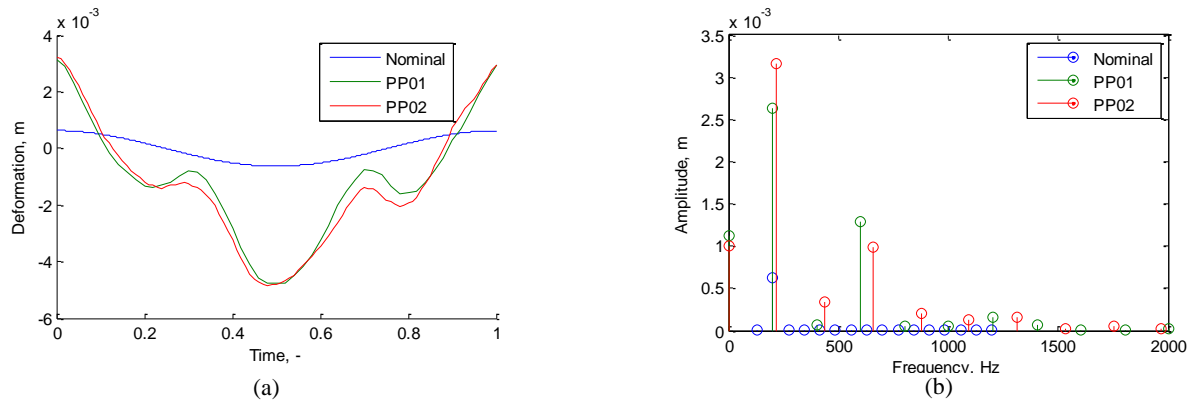 x 10⁻³
4
2
0
-2
-4
-6
0
0.2
0.4
0.6
0.8
1
Deformation, m
Time, -
Nominal
PP01
PP02
(a)
x 10⁻³
3.5
3
2.5
2
1.5
1
0.5
0
0
500
1000
1500
2000
Amplitude, m
Frequency, Hz
Nominal
PP01
PP02
(b)